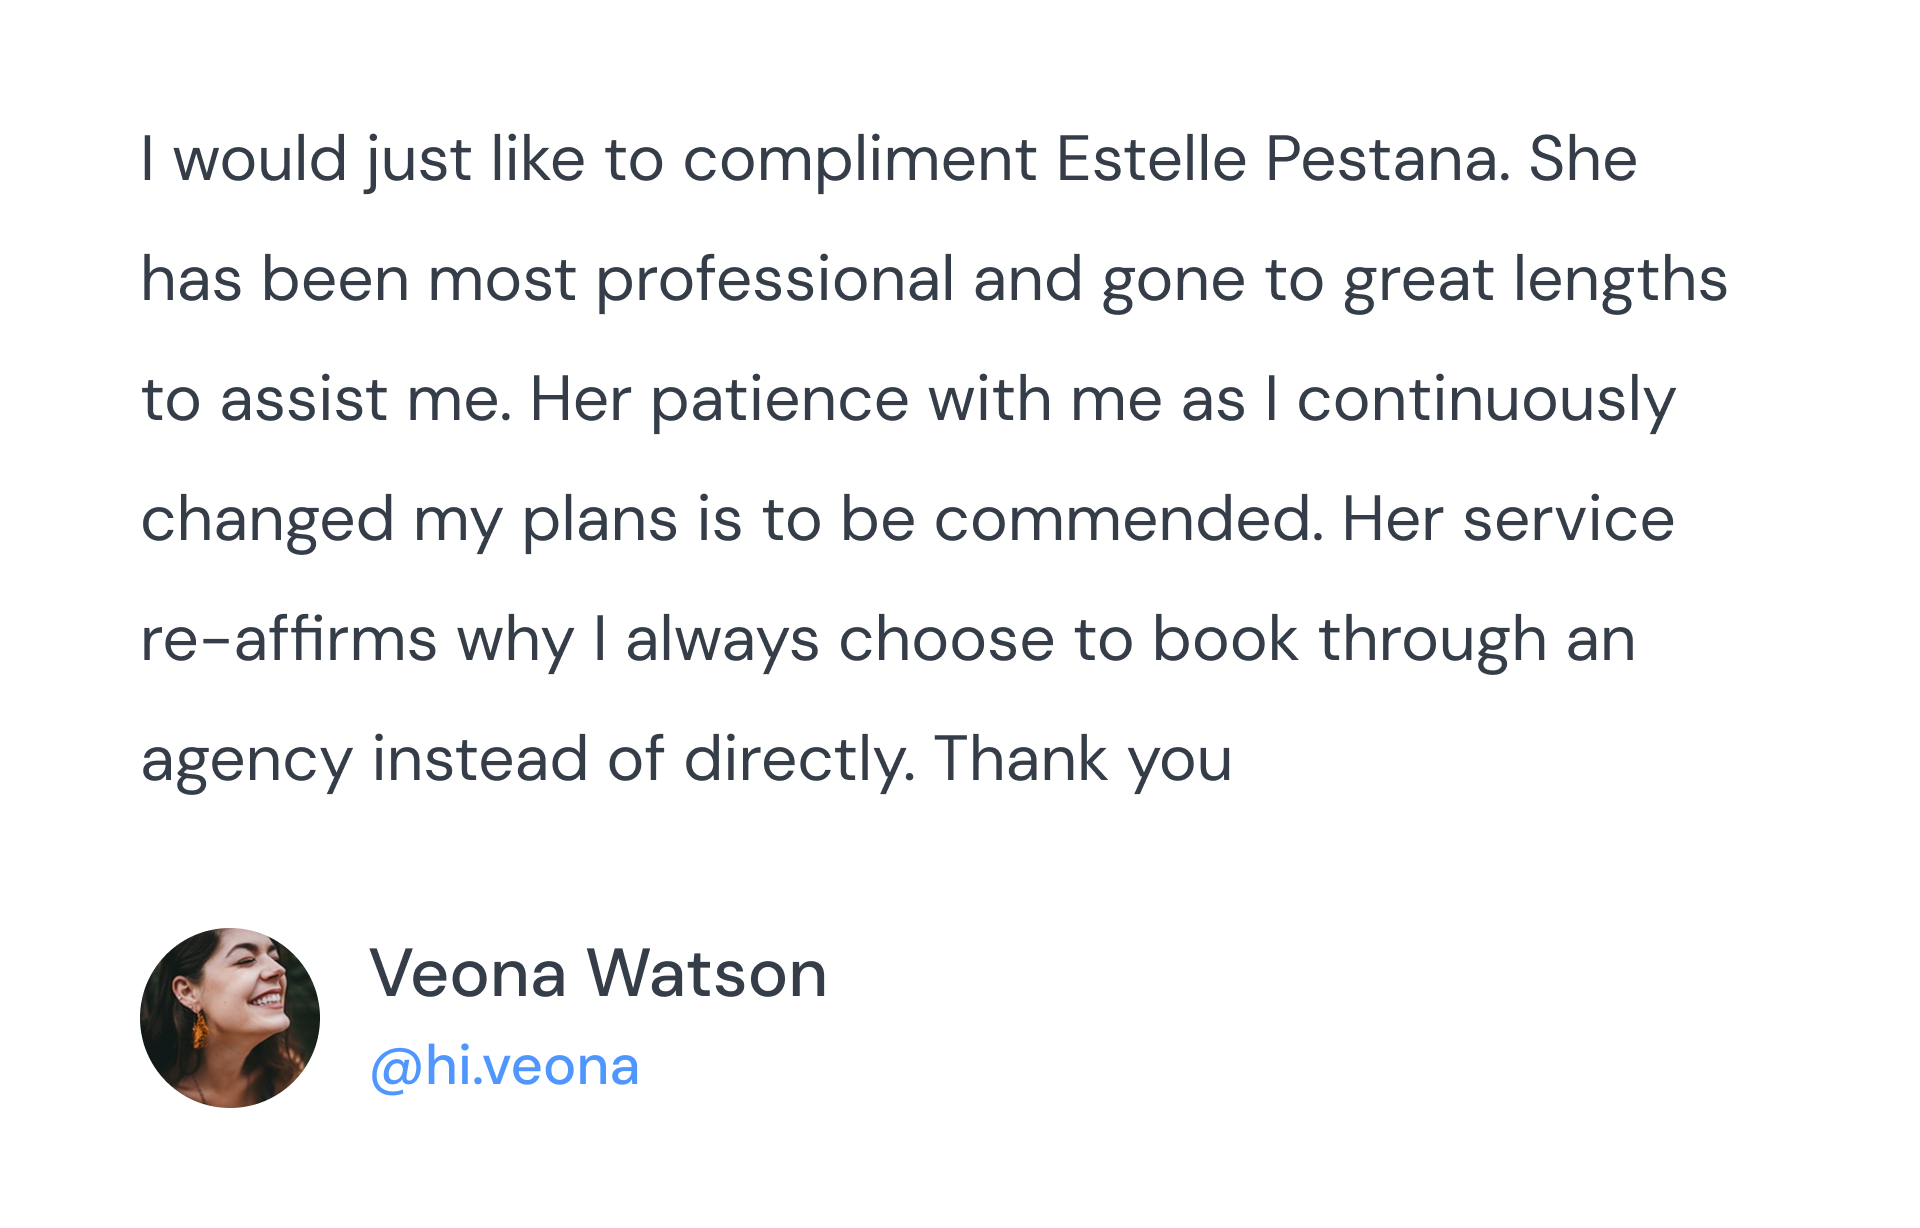 I would just like to compliment Estelle Pestana. She
has been most professional and gone to great lengths
to assist me. Her patience with me as I continuously
changed my plans is to be commended. Her service
re-affirms why I always choose to book through an
agency instead of directly. Thank you
Veona Watson
@hi.veona